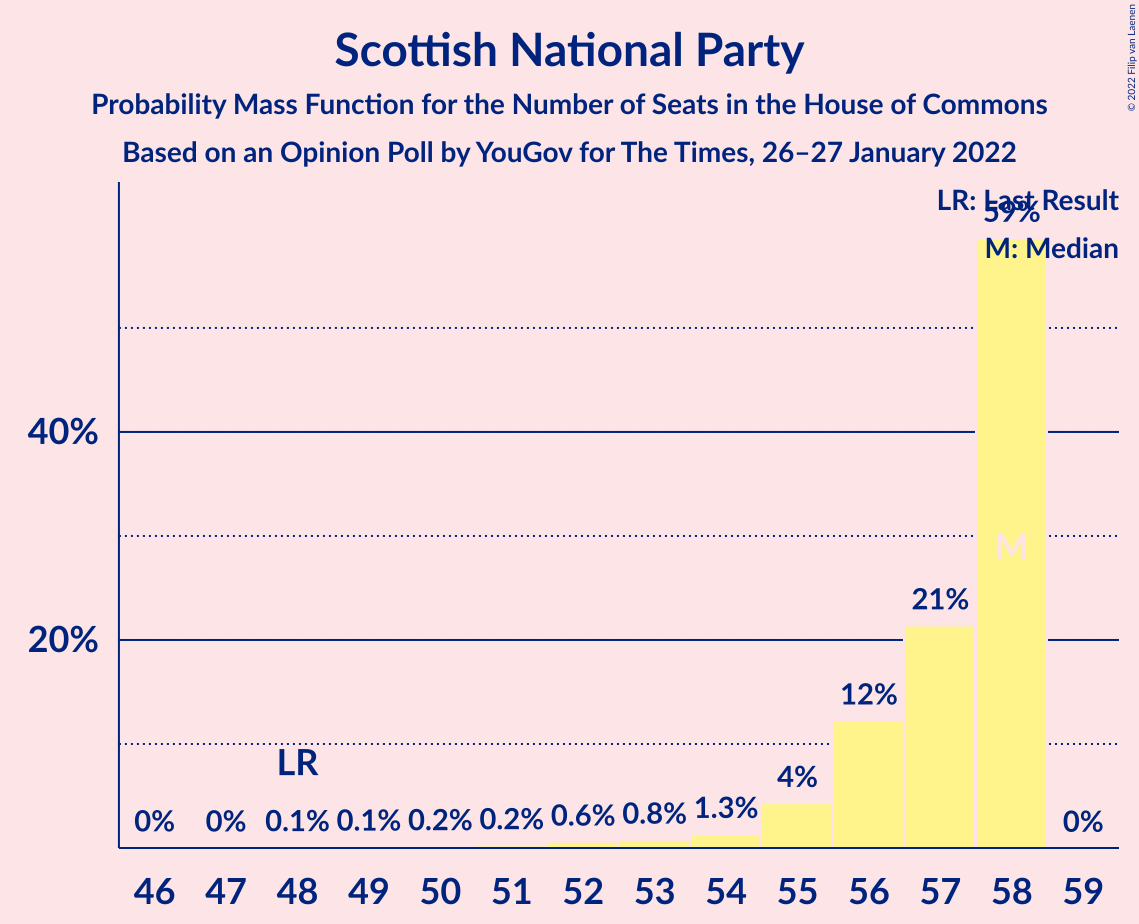 Scottish National Party
Probability Mass Function for the Number of Seats in the House of Commons
Based on an Opinion Poll by YouGov for The Times, 26–27 January 2022
© 2022 Filip van Laenen
LR: Last Result
59%
M: Median
40%
M
21%
20%
12%
LR
4%
0% 0% 0.1% 0.1% 0.2% 0.2% 0.6% 0.8% 1.3% 0%
46 47 48 49 50 51 52 53 54 55 56 57 58 59